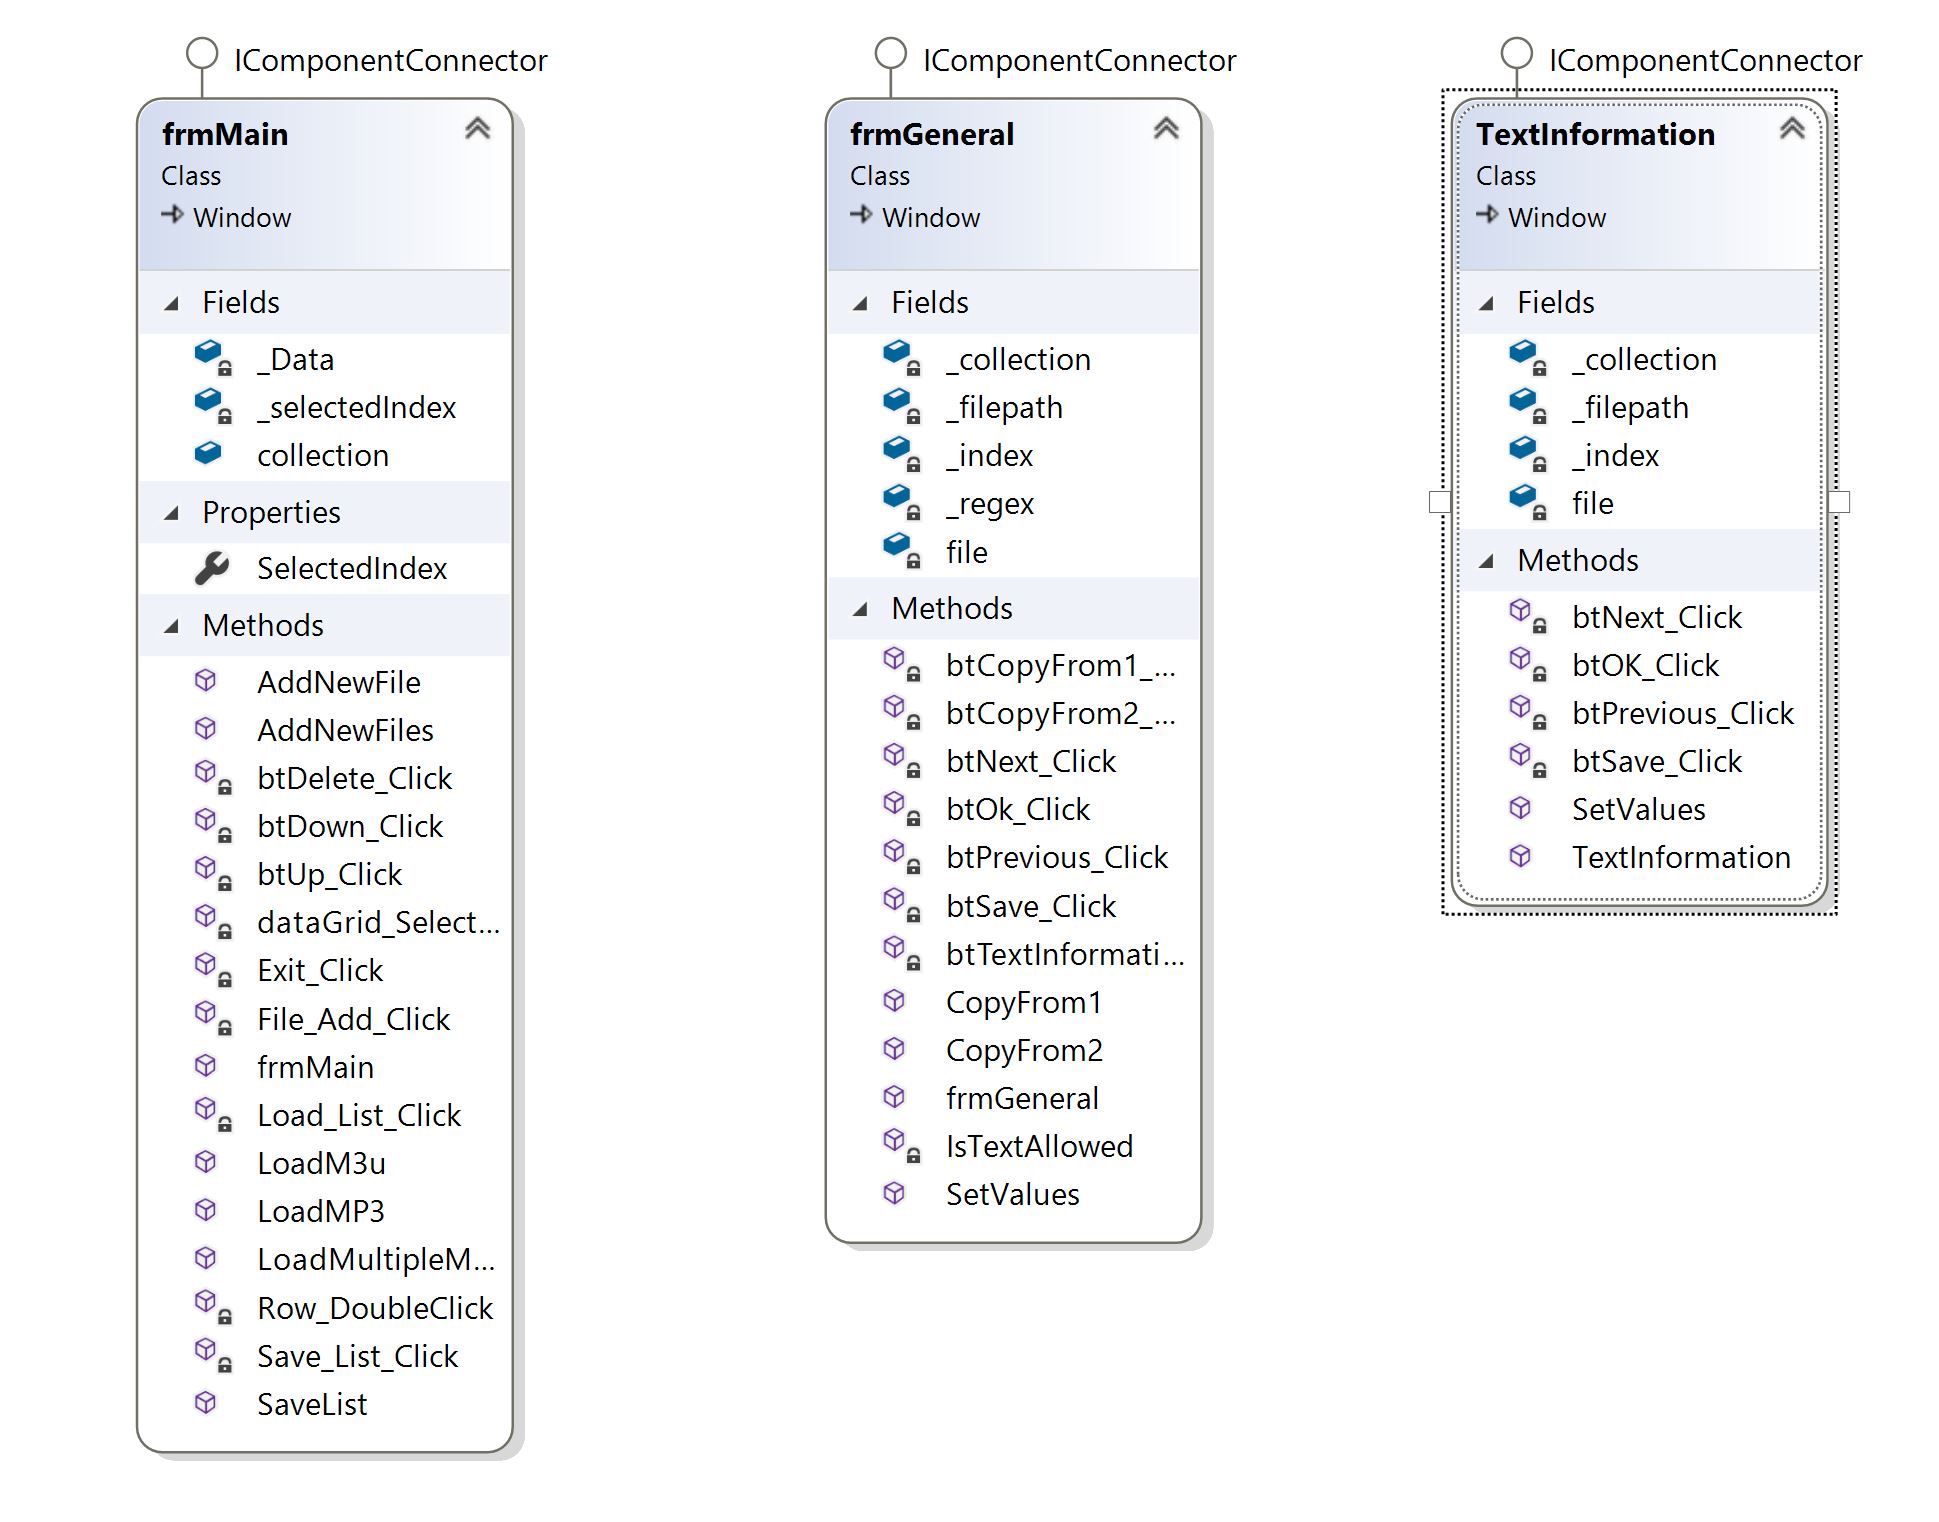 IComponentConnector
frmMain
Class
Window
Fields
_Data
_selectedIndex
collection
Properties
SelectedIndex
Methods
AddNewFile
AddNewFiles
btDelete_Click
btDown_Click
btUp_Click
dataGrid_Select...
Exit_Click
File_Add_Click
frmMain
Load_List_Click
LoadM3u
LoadMP3
LoadMultipleM...
Row_DoubleClick
Save_List_Click
SaveList
IComponentConnector
frmGeneral
Class
Window
Fields
_collection
_filepath
_index
_regex
file
Methods
btCopyFrom1_...
btCopyFrom2_...
btNext_Click
btOk_Click
btPrevious_Click
btSave_Click
btTextInformati...
CopyFrom1
CopyFrom2
frmGeneral
IsTextAllowed
SetValues
IComponentConnector
TextInformation
Class
Window
Fields
_collection
_filepath
_index
file
Methods
btNext_Click
btOK_Click
btPrevious_Click
btSave_Click
SetValues
TextInformation